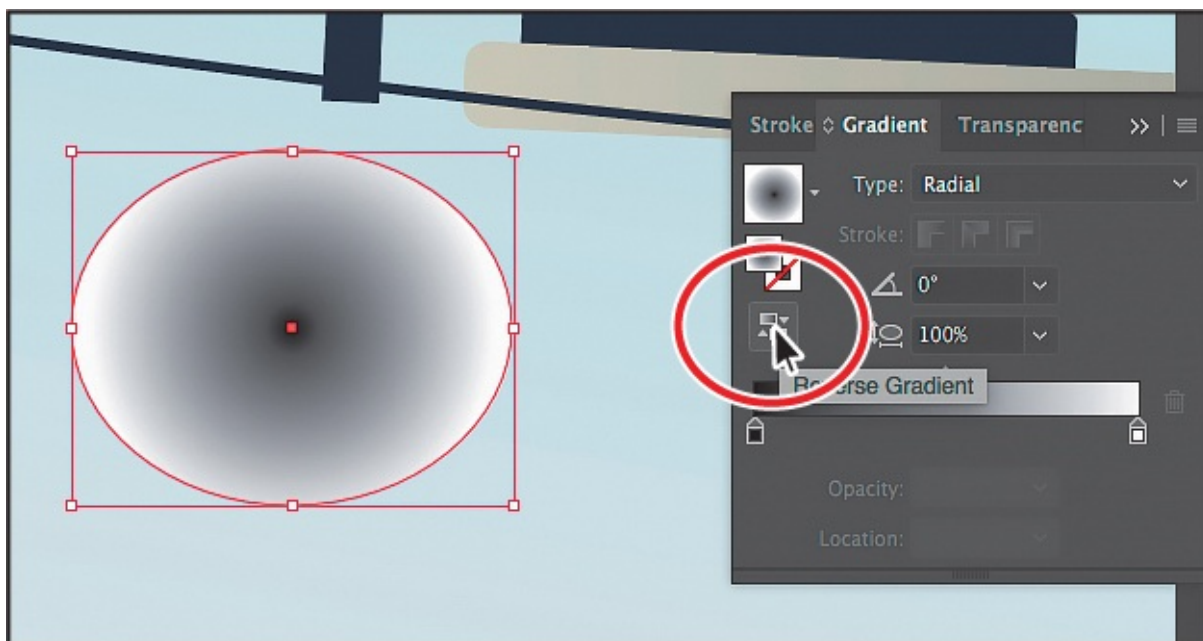 Stroke Gradient Transparenc
Type: Radial
Stroke:
0°
100%
Reverse Gradient
Opacity:
Location: